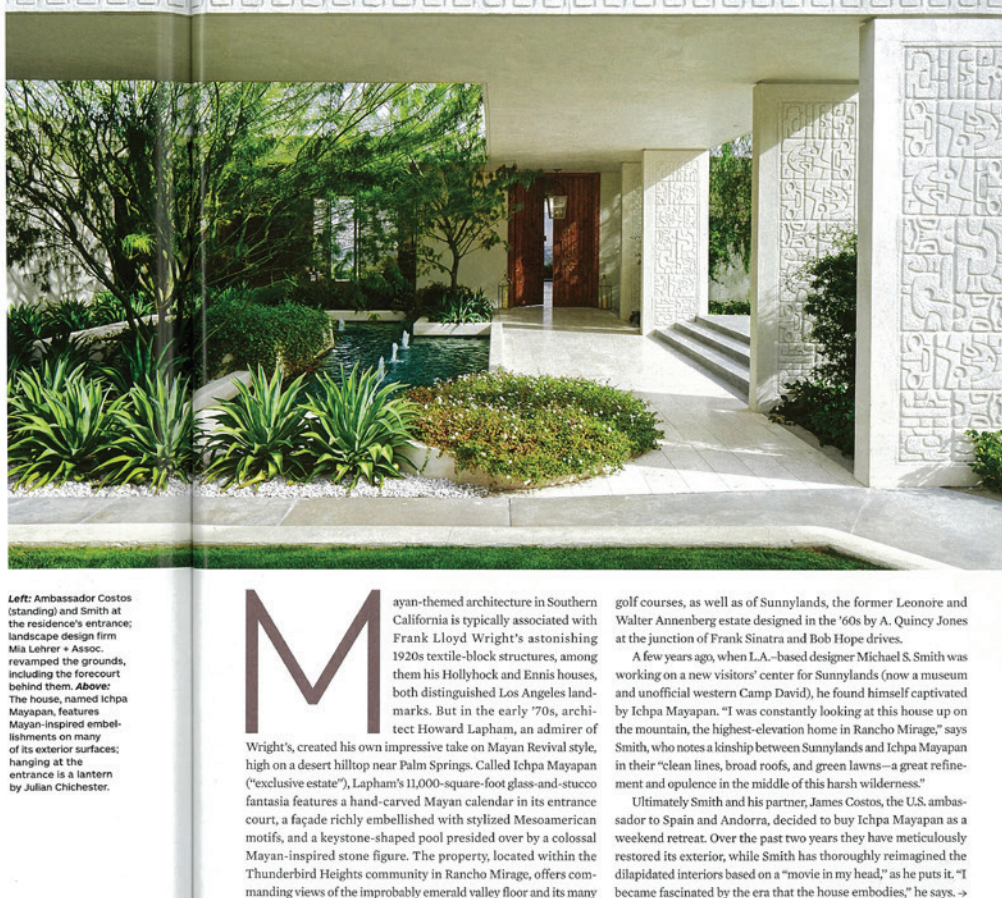 Left: Ambassador Costos
(standing) and Smith at
the residence's entrance;
landscape design firm
Mia Lehrer + Assoc.
revamped the grounds,
including the forecourt
behind them. Above:
The house, named Ichpa
Mayapan, features
Mayan-inspired embel-
lishments on many
of its exterior surfaces;
hanging at the
entrance is a lantern
by Julian Chichester.
Mayan-themed architecture in Southern
California is typically associated with
Frank Lloyd Wright's astonishing
1920s textile-block structures, among
them his Hollyhock and Ennis houses,
both distinguished Los Angeles land-
marks. But in the early '70s, archi-
tect Howard Lapham, an admirer of
Wright's, created his own impressive take on Mayan Revival style,
high on a desert hilltop near Palm Springs. Called Ichpa Mayapan
("exclusive estate"), Lapham's 11,000-square-foot glass-and-stucco
fantasia features a hand-carved Mayan calendar in its entrance
court, a façade richly embellished with stylized Mesoamerican
motifs, and a keystone-shaped pool presided over by a colossal
Mayan-inspired stone figure. The property, located within the
Thunderbird Heights community in Rancho Mirage, offers com-
manding views of the improbably emerald valley floor and its many
golf courses, as well as of Sunnylands, the former Leonore and
Walter Annenberg estate designed in the '60s by A. Quincy Jones
at the junction of Frank Sinatra and Bob Hope drives.
A few years ago, when L.A.–based designer Michael S. Smith was
working on a new visitors' center for Sunnylands (now a museum
and unofficial western Camp David), he found himself captivated
by Ichpa Mayapan. "I was constantly looking at this house up on
the mountain, the highest-elevation home in Rancho Mirage," says
Smith, who notes a kinship between Sunnylands and Ichpa Mayapan
in their "clean lines, broad roofs, and green lawns—a great refine-
ment and opulence in the middle of this harsh wilderness."
Ultimately Smith and his partner, James Costos, the U.S. ambas-
sador to Spain and Andorra, decided to buy Ichpa Mayapan as a
weekend retreat. Over the past two years they have meticulously
restored its exterior, while Smith has thoroughly reimagined the
dilapidated interiors based on a "movie in my head," as he puts it. "I
became fascinated by the era that the house embodies," he says. →